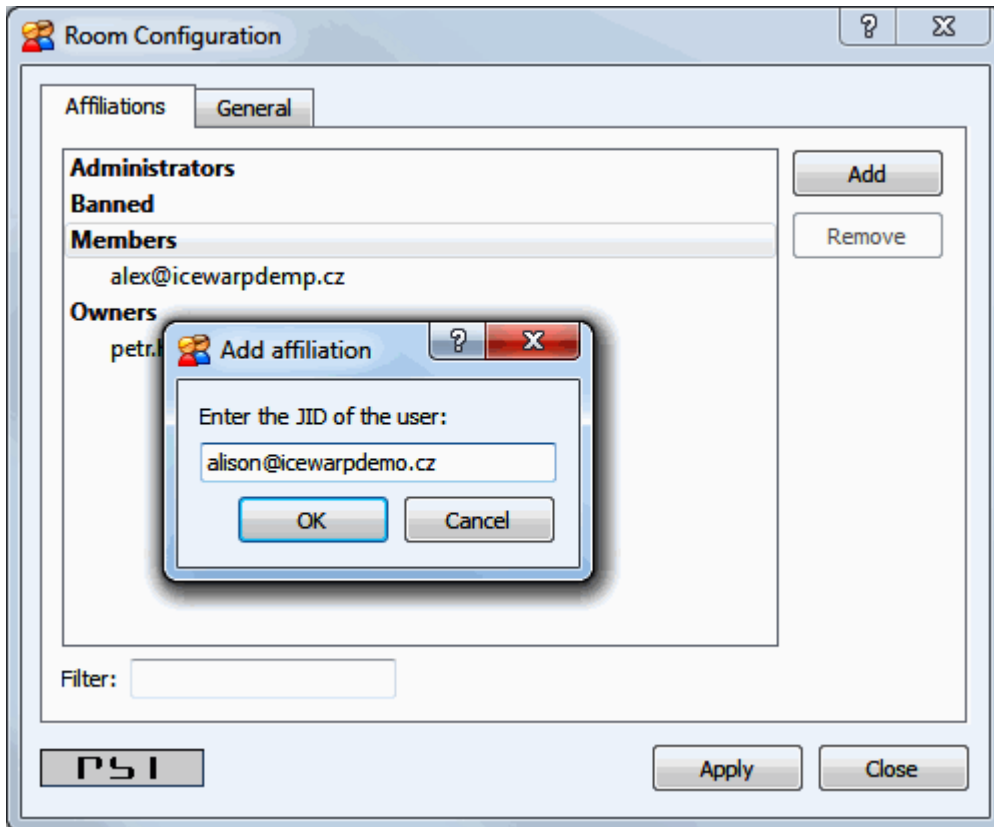 Room Configuration
Affiliations General
Administrators
Add
Banned
Members
Remove
alex@icewarpdemp.cz
Owners
petr.
Add affiliation
Enter the JID of the user:
alison@icewarpdemo.cz
OK Cancel
Filter:
PSI
Apply Close